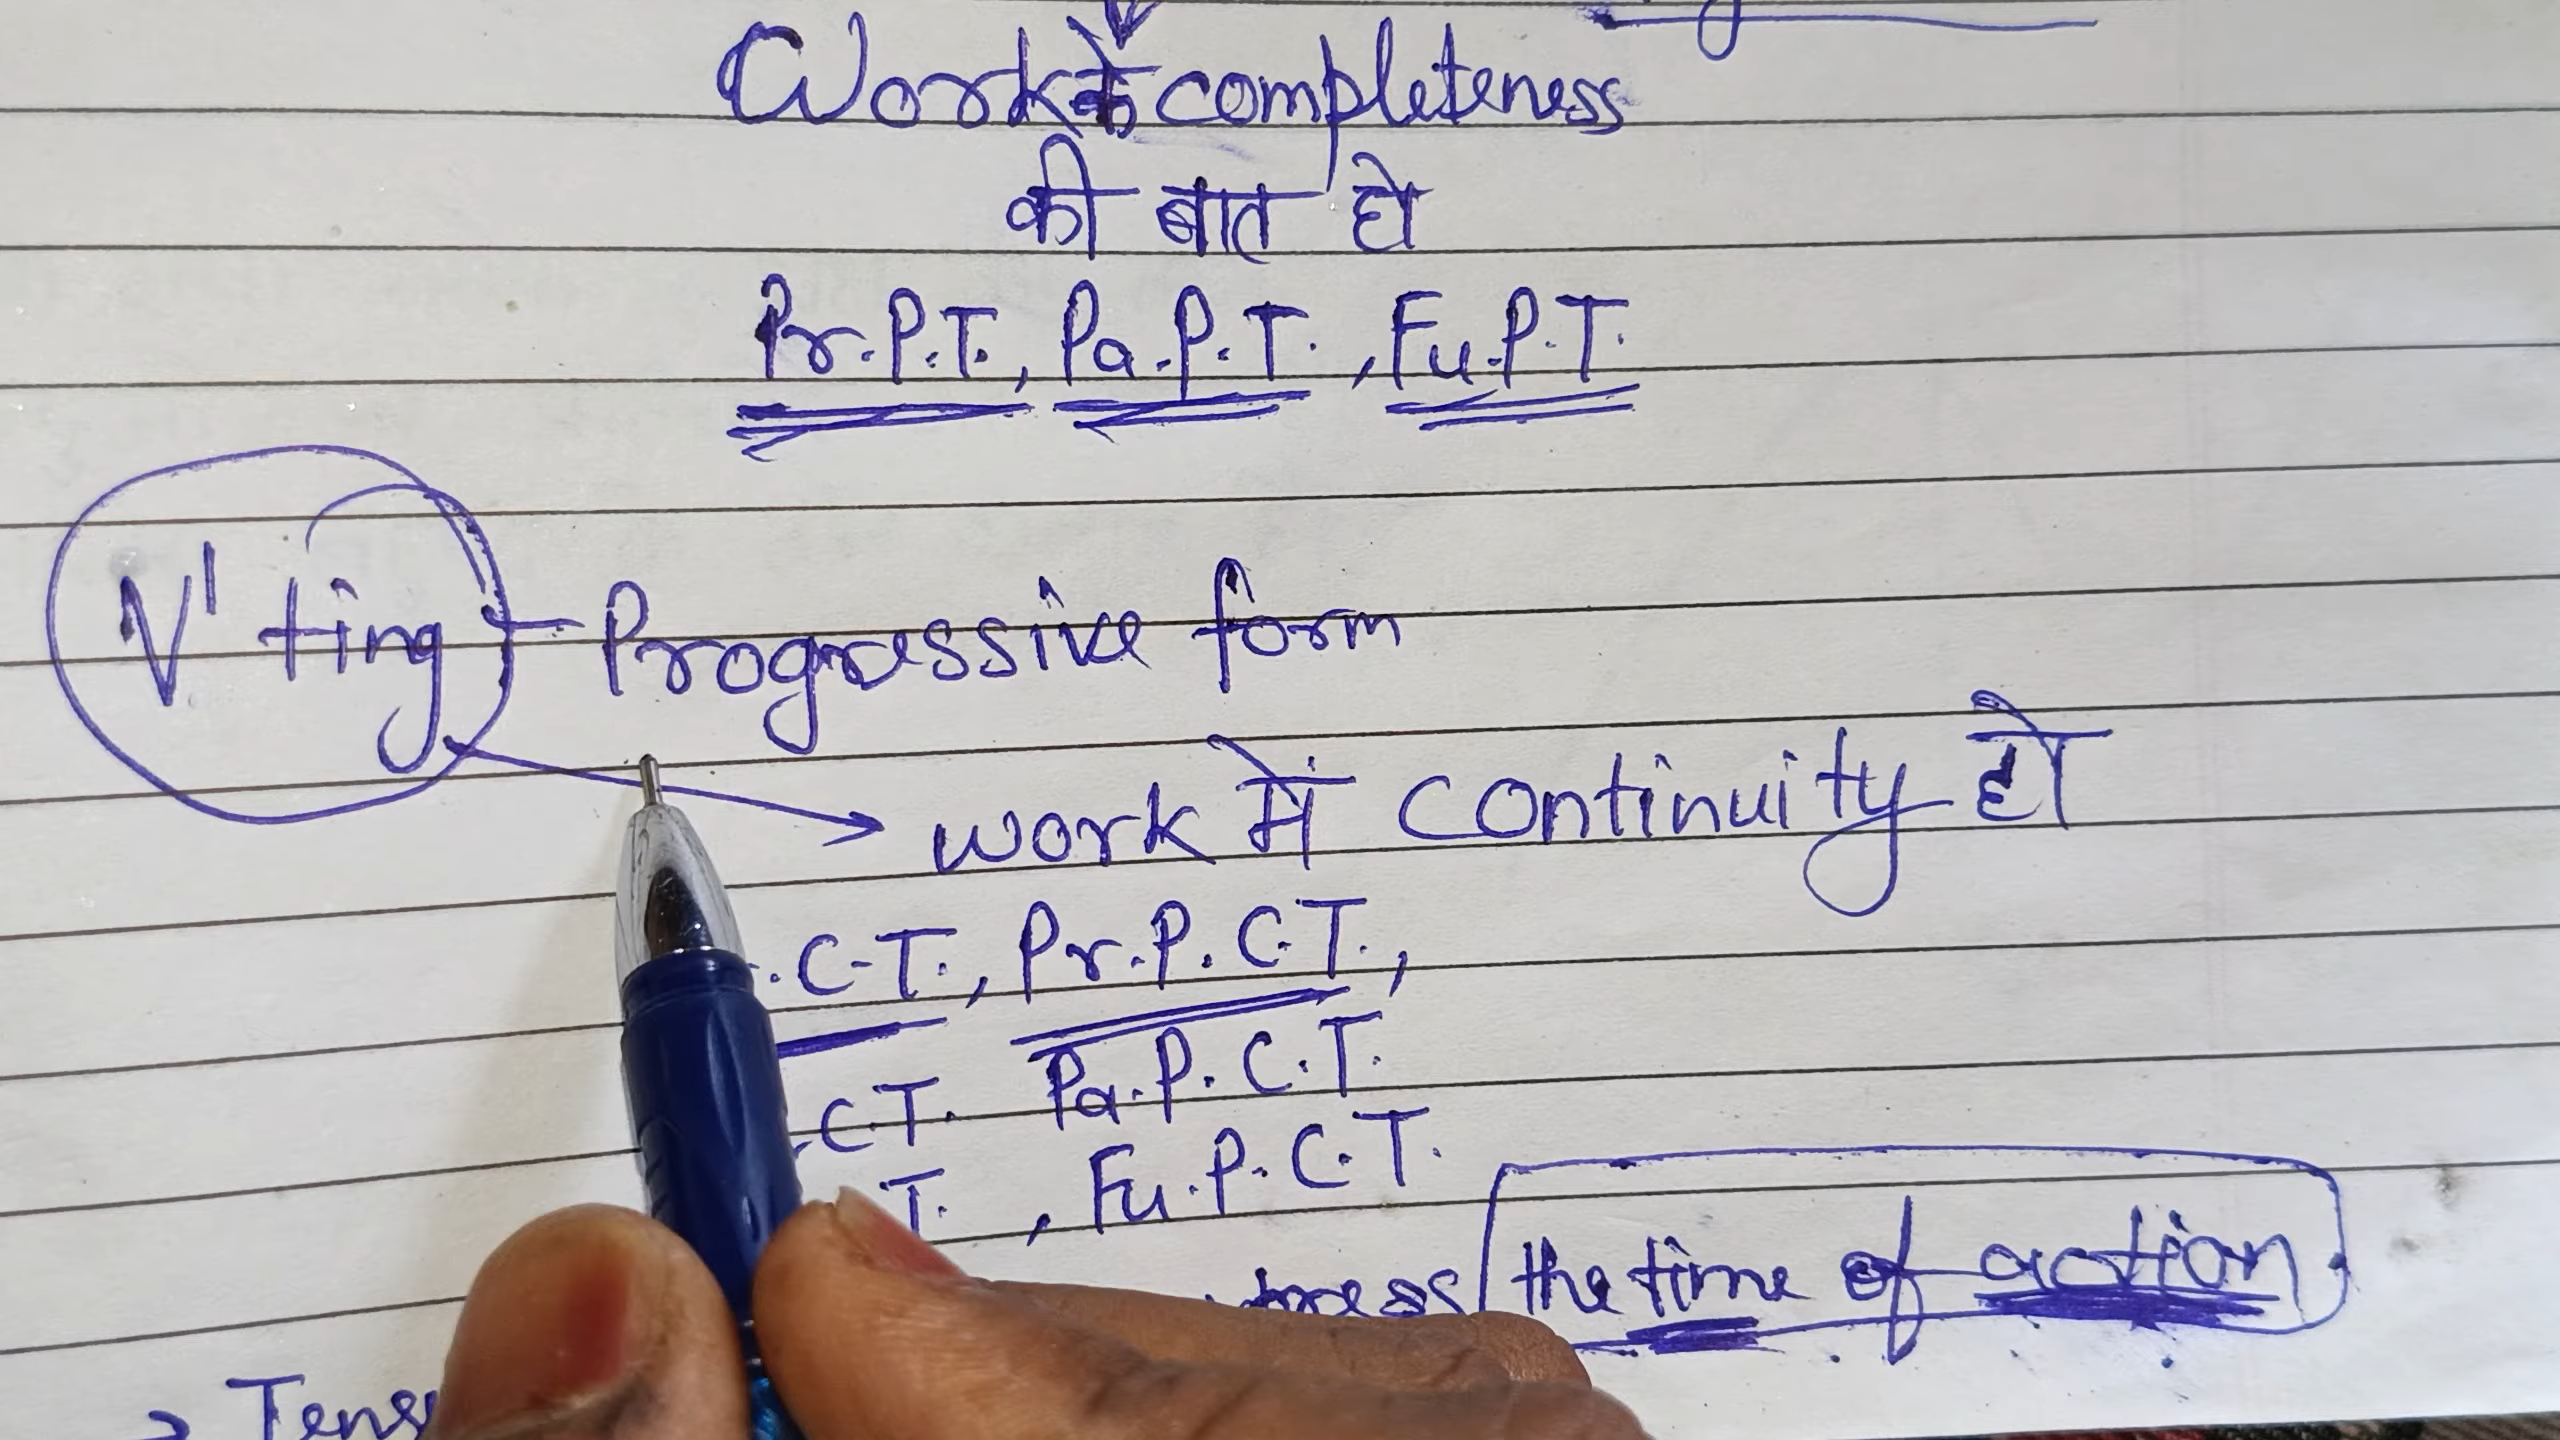 Work के completeness
की बात हो
Pr.P.T., Pa.P.T., Fu.P.T.
V¹ +ing - Progressive form
work में continuity हो
.C.T., Pr.P.C.T.,
.C.T. Pa.P.C.T.
T. , Fu.P.C.T.
the time of action.